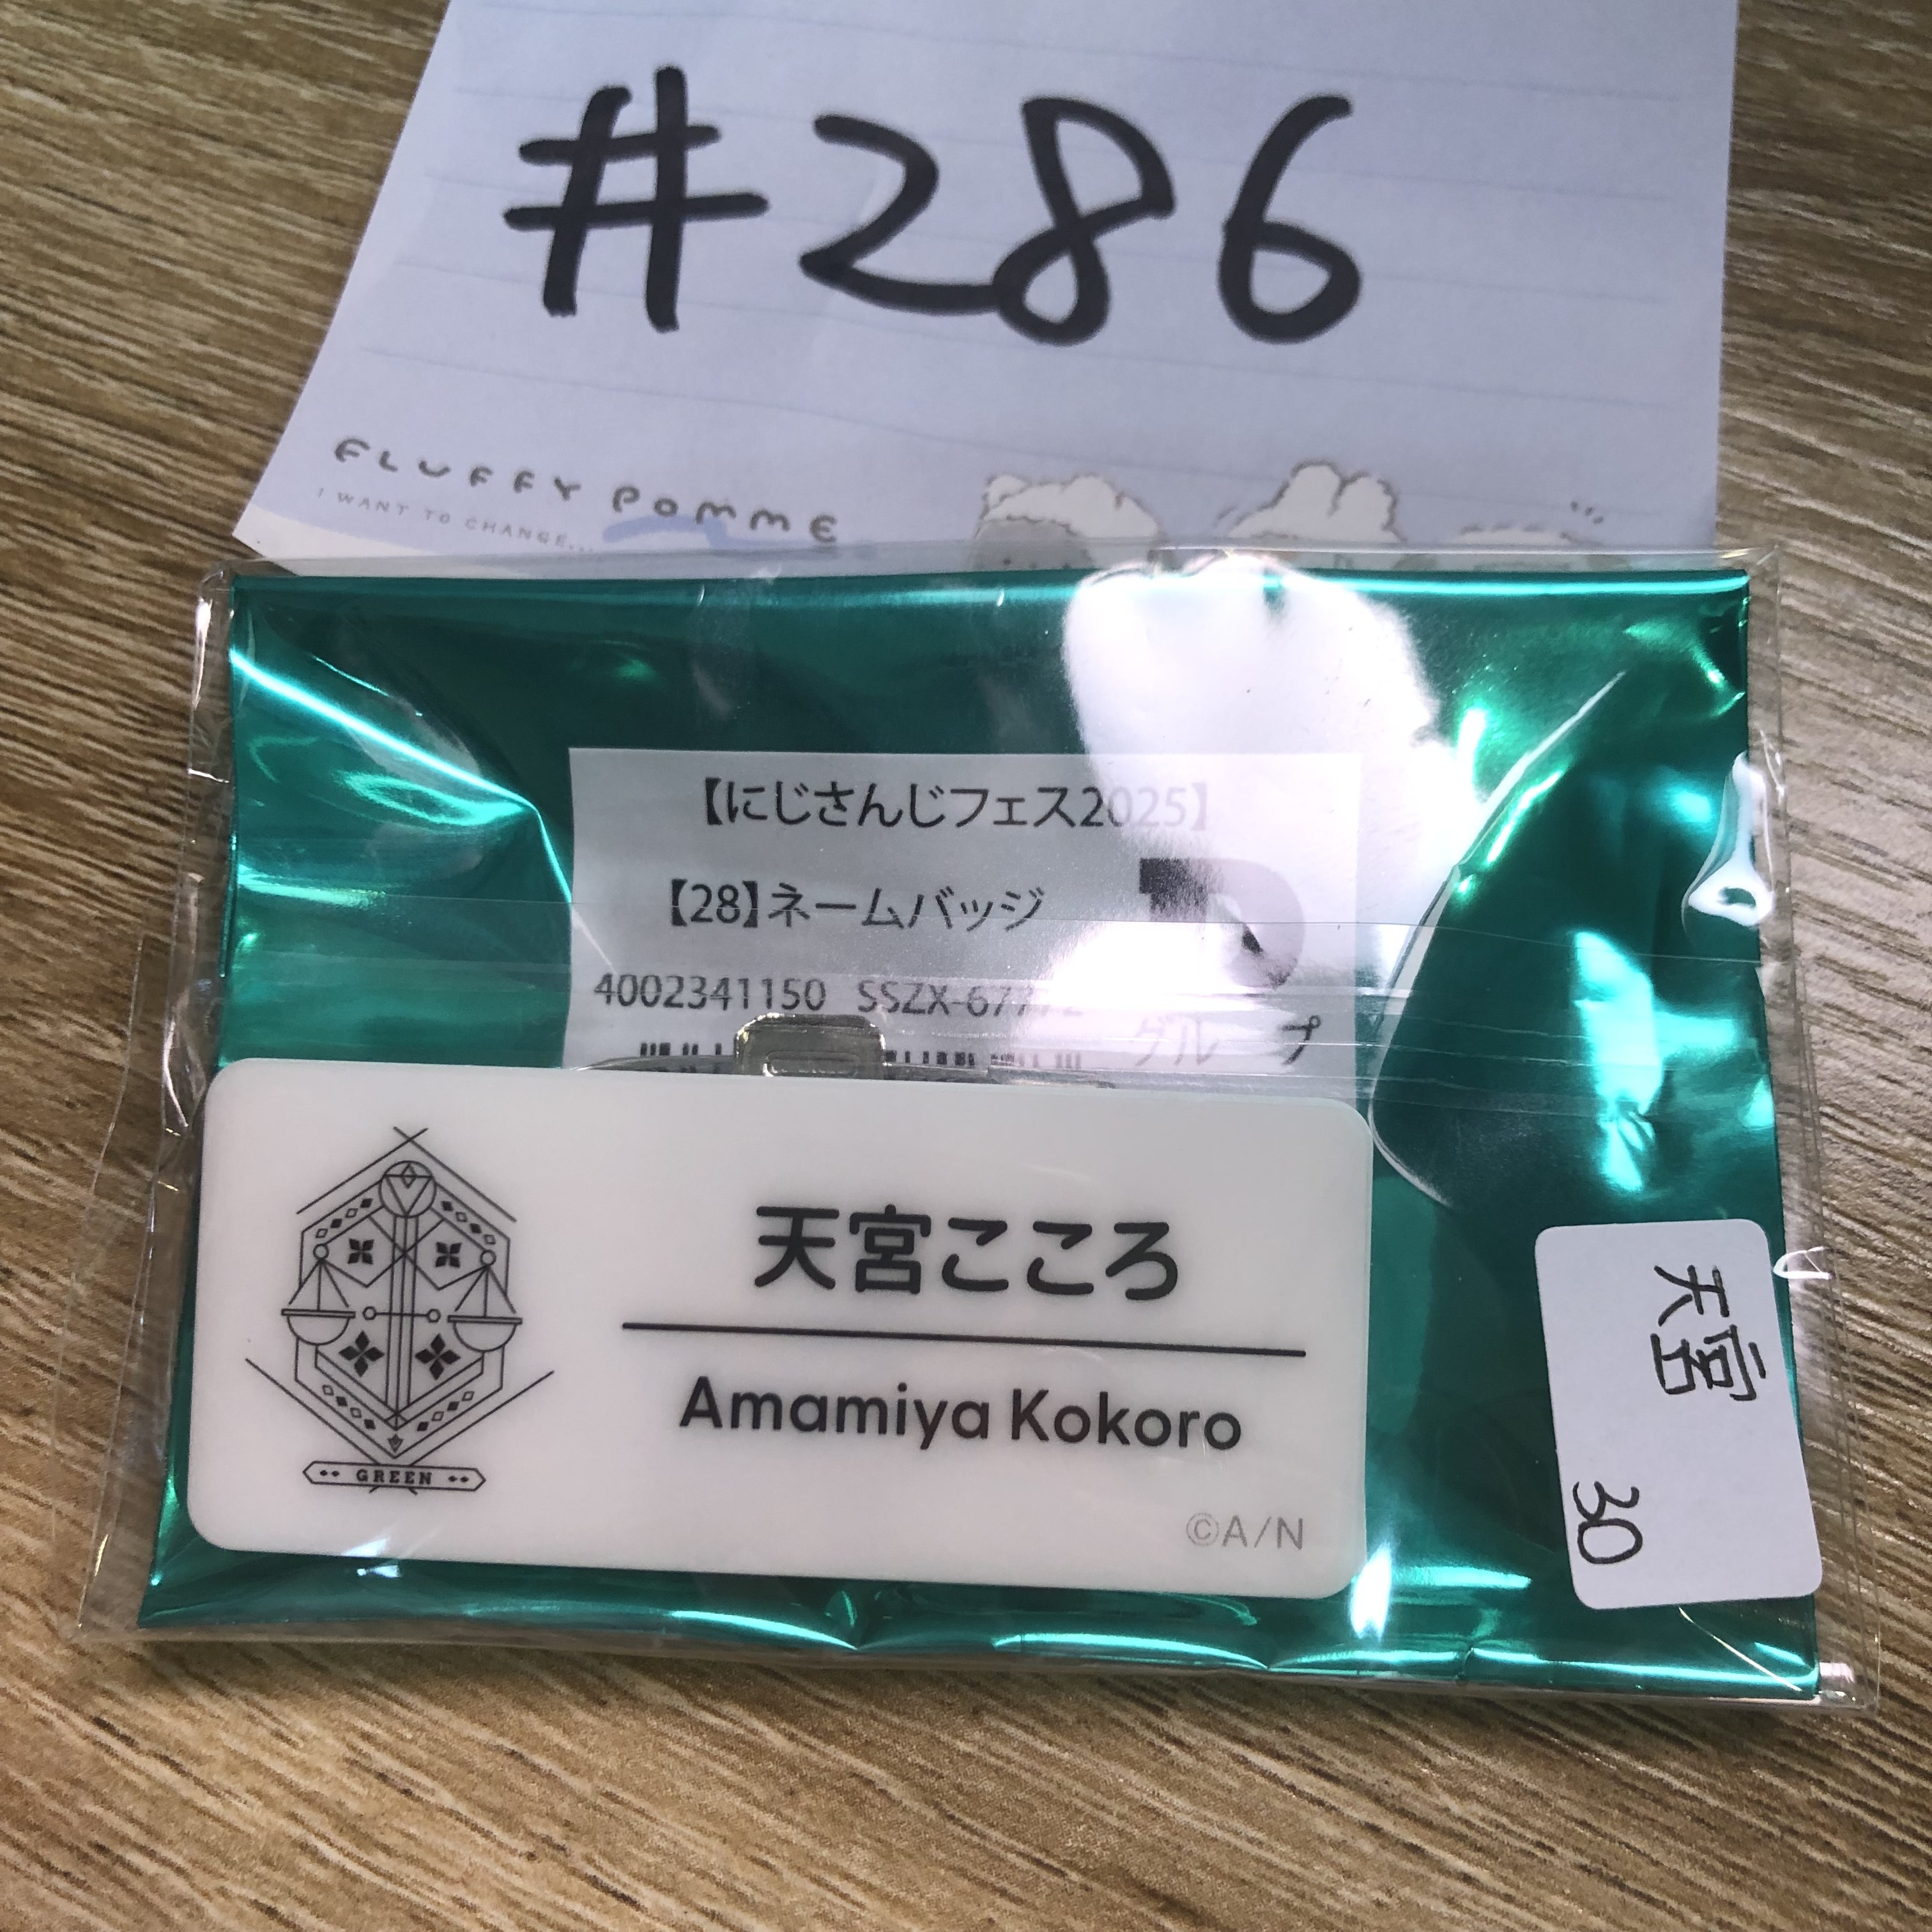 #286
FLUFFY POMME
I WANT TO CHANGE...
【にじさんじフェス2025】
【28】ネームバッジ
4002341150 SSZX-67772
グループ
天宮こころ
Amamiya Kokoro
GREEN
©A/N
天宮
30